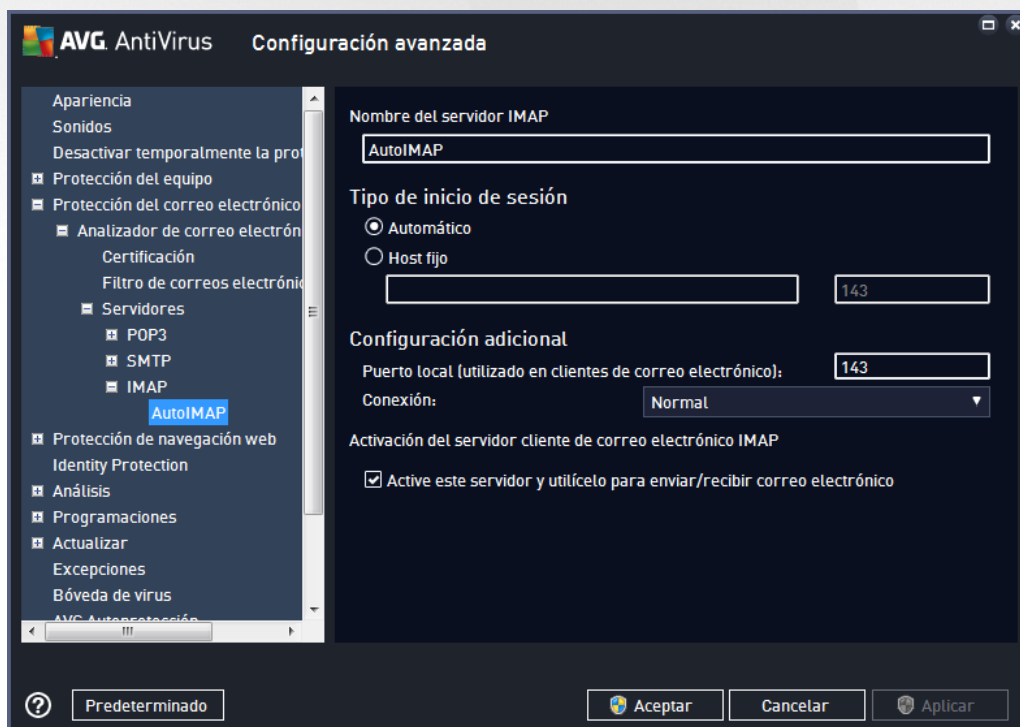 AVG. AntiVirus Configuración avanzada
Apariencia
Sonidos
Desactivar temporalmente la prot
Protección del equipo
Protección del correo electrónico
Analizador de correo electrón
Certificación
Filtro de correos electrónic
Servidores
POP3
SMTP
IMAP
AutoIMAP
Protección de navegación web
Identity Protection
Análisis
Programaciones
Actualizar
Excepciones
Bóveda de virus
AVG Autoprotección
Nombre del servidor IMAP
AutoIMAP
Tipo de inicio de sesión
Automático
Host fijo
143
Configuración adicional
Puerto local (utilizado en clientes de correo electrónico): 143
Conexión: Normal
Activación del servidor cliente de correo electrónico IMAP
Active este servidor y utilícelo para enviar/recibir correo electrónico
? Predeterminado Aceptar Cancelar Aplicar